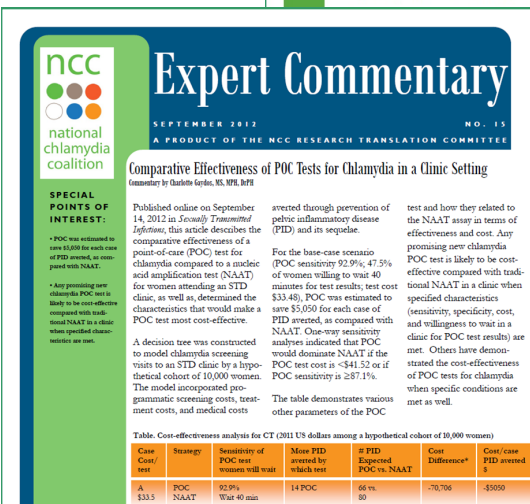 ncc
national
chlamydia
coalition
Expert Commentary
SEPTEMBER 2012 NO. 15
A PRODUCT OF THE NCC RESEARCH TRANSLATION COMMITTEE
SPECIAL
POINTS OF
INTEREST:
• POC was estimated to
save $5,050 for each case
of PID averted, as com-
pared with NAAT.
• Any promising new
chlamydia POC test is
likely to be cost-effective
compared with tradi-
tional NAAT in a clinic
when specified charac-
teristics are met.
Comparative Effectiveness of POC Tests for Chlamydia in a Clinic Setting
Commentary by Charlotte Gaydos, MS, MPH, DrPH
Published online on September
14, 2012 in Sexually Transmitted
Infections, this article describes the
comparative effectiveness of a
point-of-care (POC) test for
chlamydia compared to a nucleic
acid amplification test (NAAT)
for women attending an STD
clinic, as well as, determined the
characteristics that would make a
POC test most cost-effective.
A decision tree was constructed
to model chlamydia screening
visits to an STD clinic by a hypo-
thetical cohort of 10,000 women.
The model incorporated pro-
grammatic screening costs, treat-
ment costs, and medical costs
averted through prevention of
pelvic inflammatory disease
(PID) and its sequelae.
For the base-case scenario
(POC sensitivity 92.9%; 47.5%
of women willing to wait 40
minutes for test results; test cost
$33.48), POC was estimated to
save $5,050 for each case of
PID averted, as compared with
NAAT. One-way sensitivity
analyses indicated that POC
would dominate NAAT if the
POC test cost is <$41.52 or if
POC sensitivity is ≥87.1%.
The table demonstrates various
other parameters of the POC
test and how they related to
the NAAT assay in terms of
effectiveness and cost. Any
promising new chlamydia
POC test is likely to be cost-
effective compared with tradi-
tional NAAT in a clinic when
specified characteristics
(sensitivity, specificity, cost,
and willingness to wait in a
clinic for POC test results) are
met. Others have demon-
strated the cost-effectiveness
of POC tests for chlamydia
when specific conditions are
met as well.
Table. Cost-effectiveness analysis for CT (2011 US dollars among a hypothetical cohort of 10,000 women)
Case Strategy Sensitivity of More PID # PID Cost Cost/case
Cost/ POC test averted by Expected Difference* PID averted
test women will wait which test POC vs. NAAT $
A POC 92.9% 14 POC 66 vs. -70,706 -$5050
$33.5 NAAT Wait 40 min 80